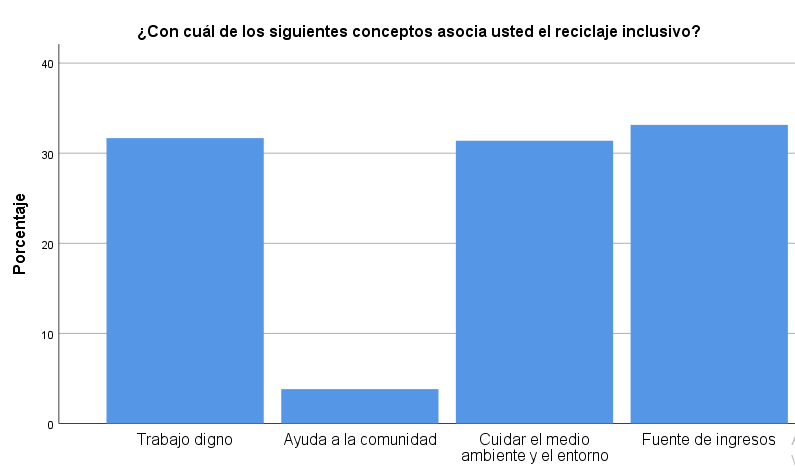 ¿Con cuál de los siguientes conceptos asocia usted el reciclaje inclusivo?
40
30
20
10
0
Porcentaje
Trabajo digno
Ayuda a la comunidad
Cuidar el medio
ambiente y el entorno
Fuente de ingresos